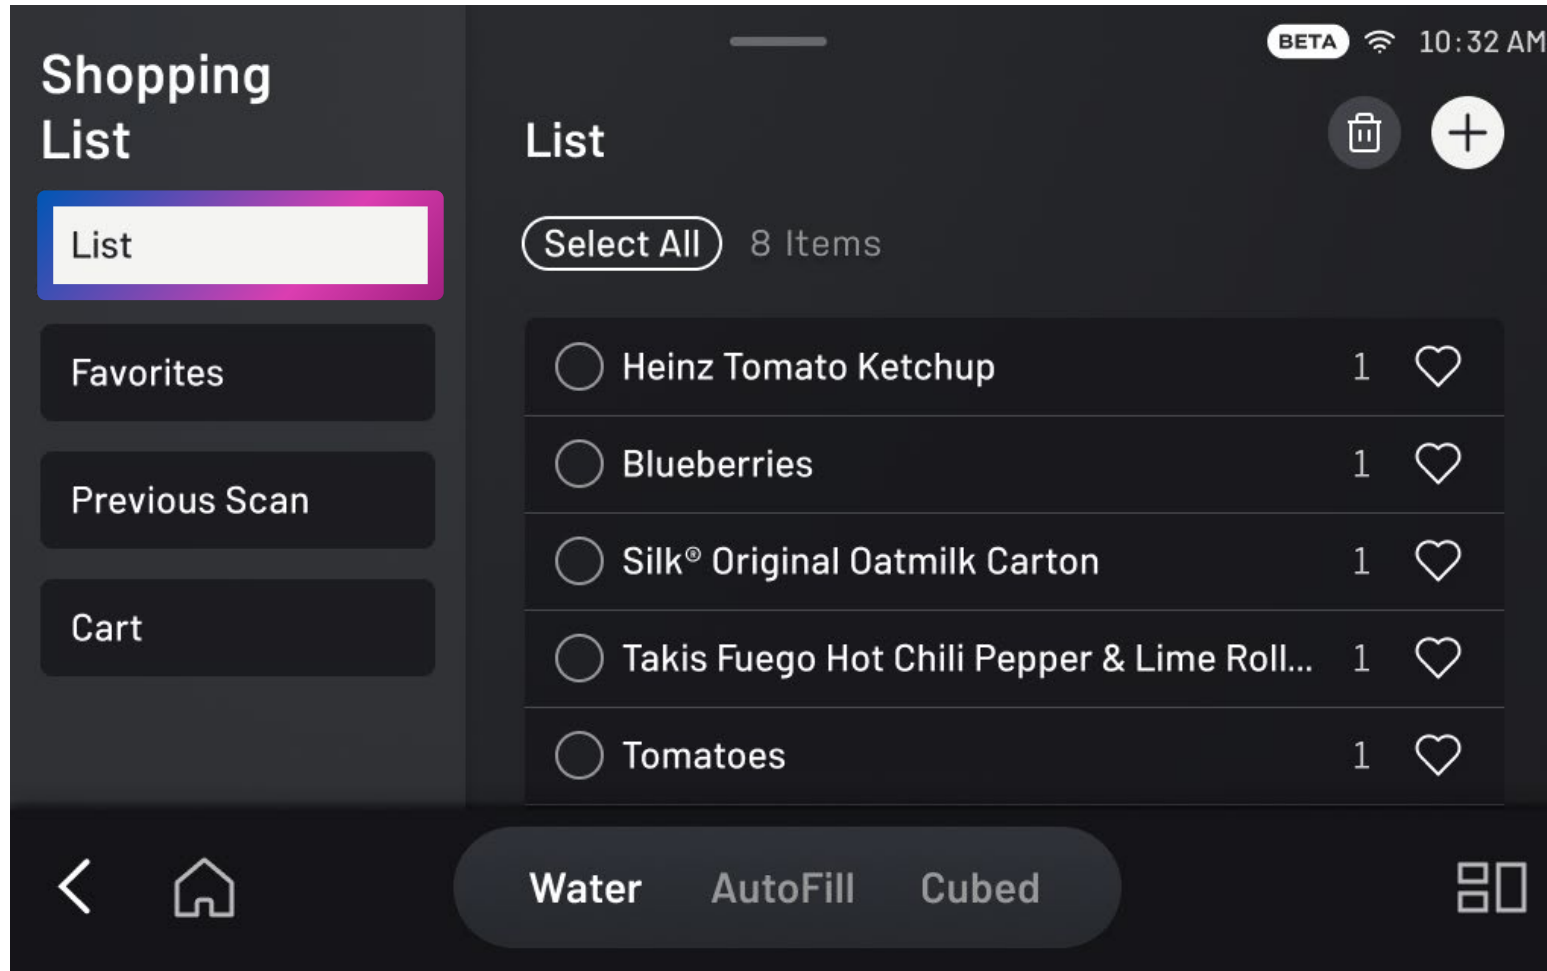 Shopping
List
List
Favorites
Previous Scan
Cart
BETA 10:32 AM
List
Select All 8 Items
Heinz Tomato Ketchup 1
Blueberries 1
Silk® Original Oatmilk Carton 1
Takis Fuego Hot Chili Pepper & Lime Roll... 1
Tomatoes 1
Water AutoFill Cubed